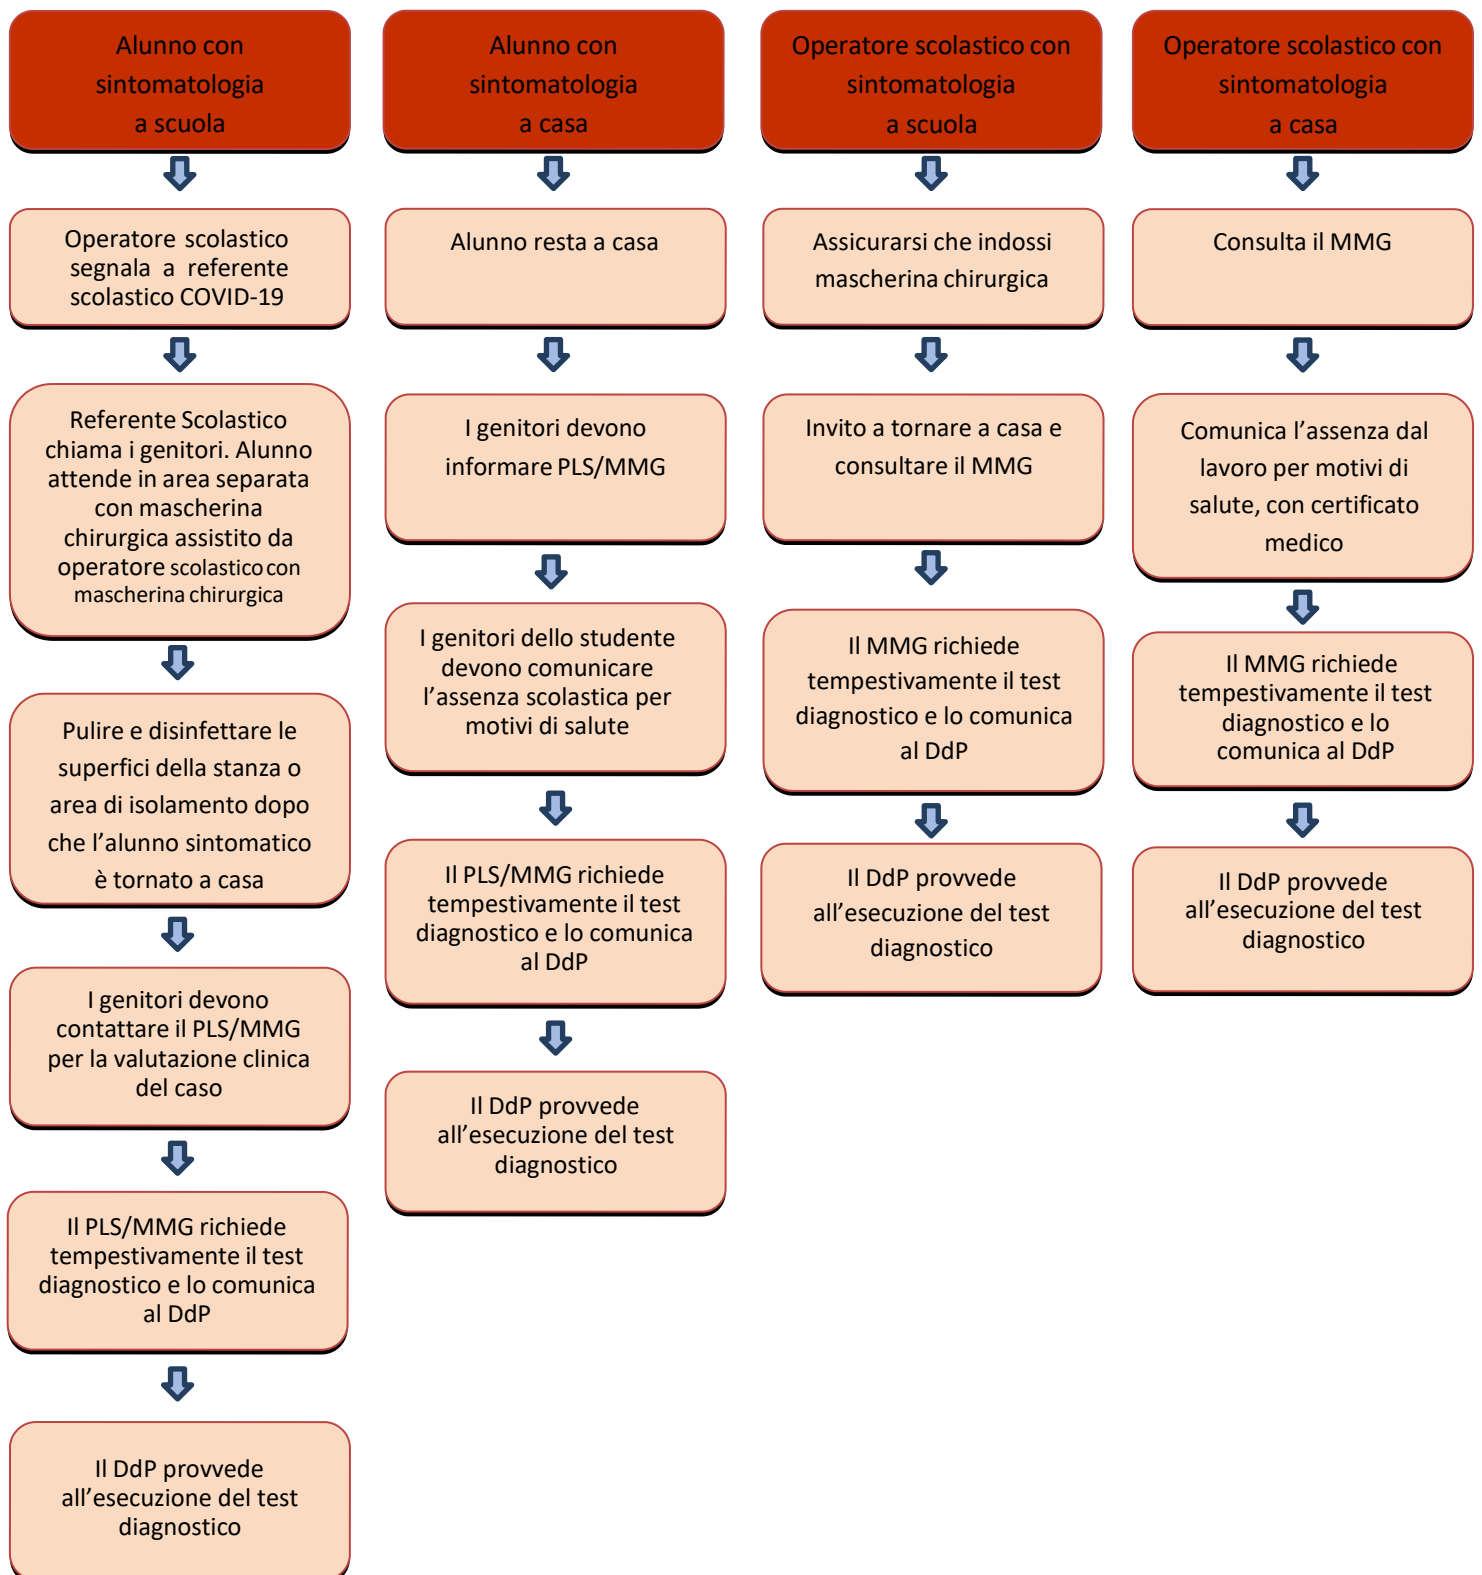 Alunno con
sintomatologia
a scuola
Operatore scolastico
segnala a referente
scolastico COVID-19
Referente Scolastico
chiama i genitori. Alunno
attende in area separata
con mascherina
chirurgica assistito da
operatore scolastico con
mascherina chirurgica
Pulire e disinfettare le
superfici della stanza o
area di isolamento dopo
che l’alunno sintomatico
è tornato a casa
I genitori devono
contattare il PLS/MMG
per la valutazione clinica
del caso
Il PLS/MMG richiede
tempestivamente il test
diagnostico e lo comunica
al DdP
Il DdP provvede
all’esecuzione del test
diagnostico
Alunno con
sintomatologia
a casa
Alunno resta a casa
I genitori devono
informare PLS/MMG
I genitori dello studente
devono comunicare
l’assenza scolastica per
motivi di salute
Il PLS/MMG richiede
tempestivamente il test
diagnostico e lo comunica
al DdP
Il DdP provvede
all’esecuzione del test
diagnostico
Operatore scolastico con
sintomatologia
a scuola
Assicurarsi che indossi
mascherina chirurgica
Invito a tornare a casa e
consultare il MMG
Il MMG richiede
tempestivamente il test
diagnostico e lo comunica
al DdP
Il DdP provvede
all’esecuzione del test
diagnostico
Operatore scolastico con
sintomatologia
a casa
Consulta il MMG
Comunica l’assenza dal
lavoro per motivi di
salute, con certificato
medico
Il MMG richiede
tempestivamente il test
diagnostico e lo
comunica al DdP
Il DdP provvede
all’esecuzione del test
diagnostico